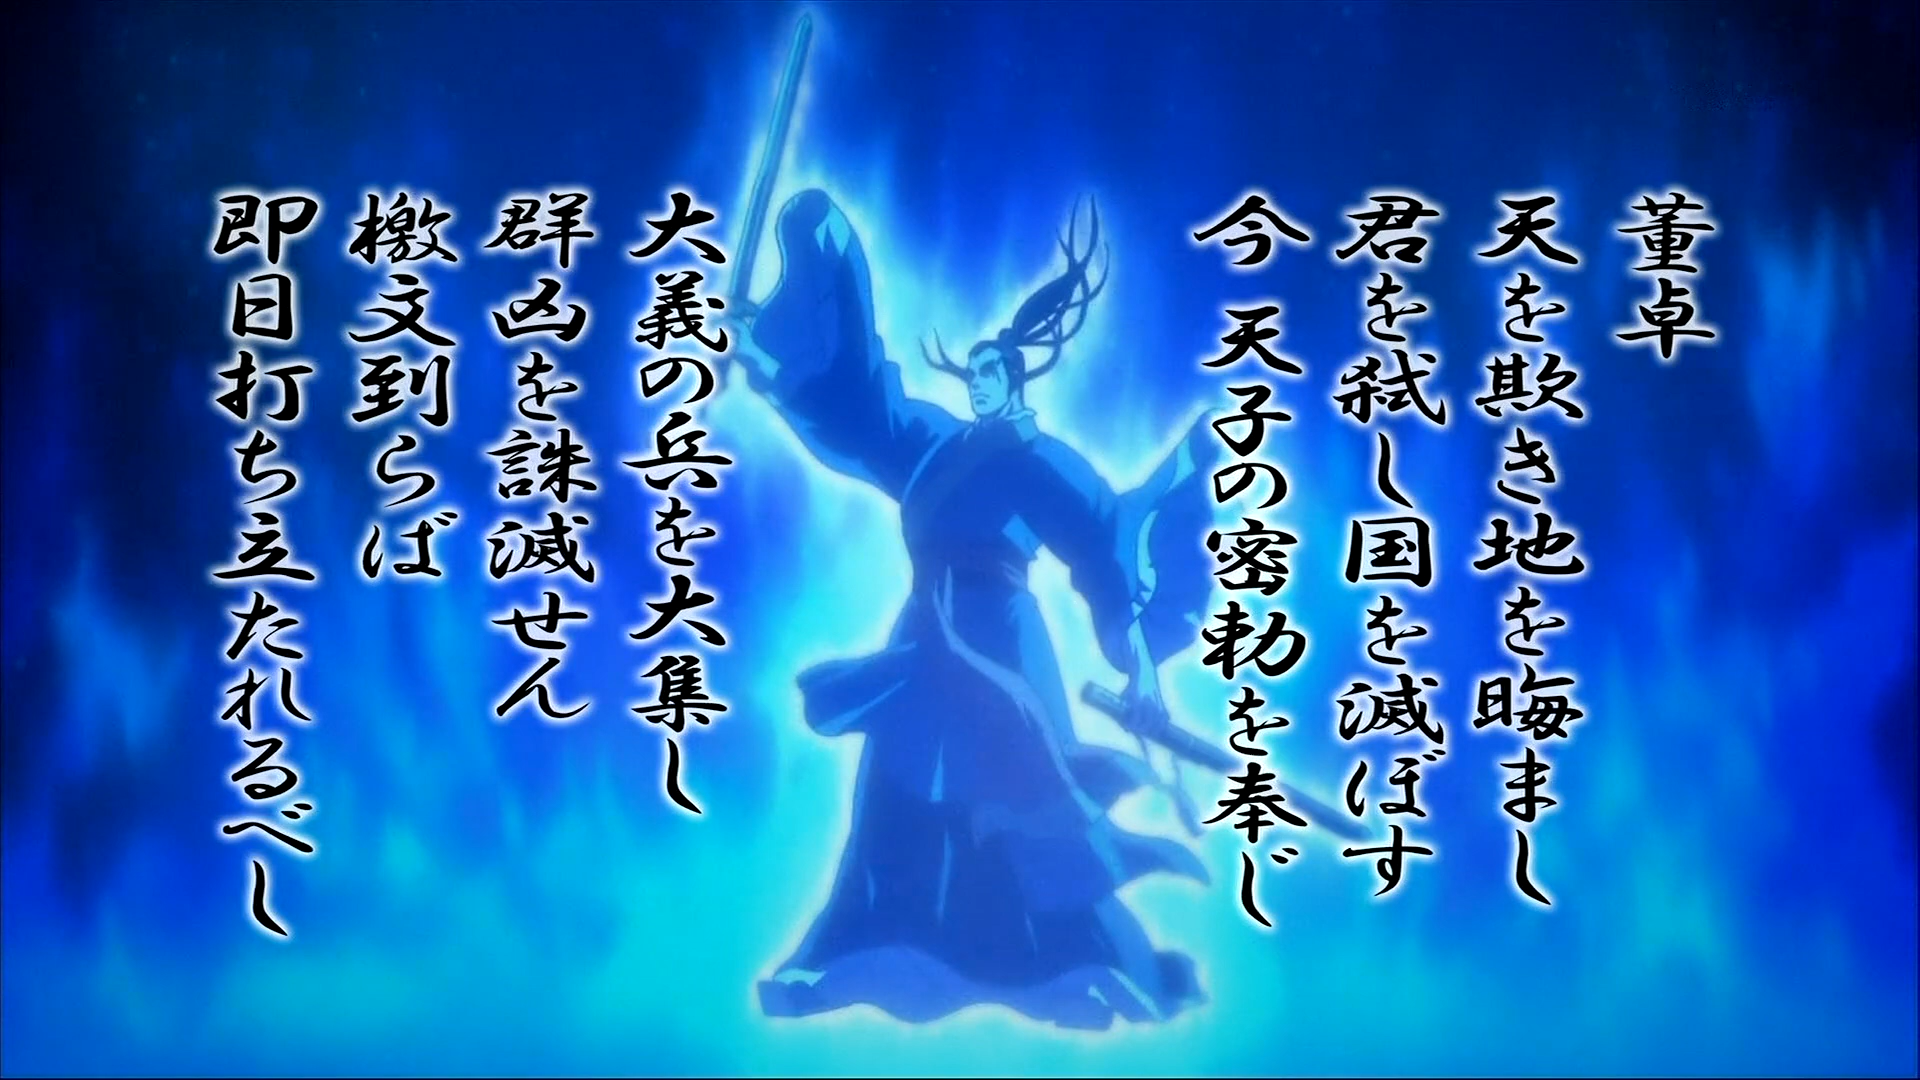 董卓
天を欺き地を晦まし
君を弑し国を滅ぼす
今 天子の密勅を奉じ
大義の兵を大集し
群凶を誅滅せん
檄文到らば
即日打ち立たれるべし